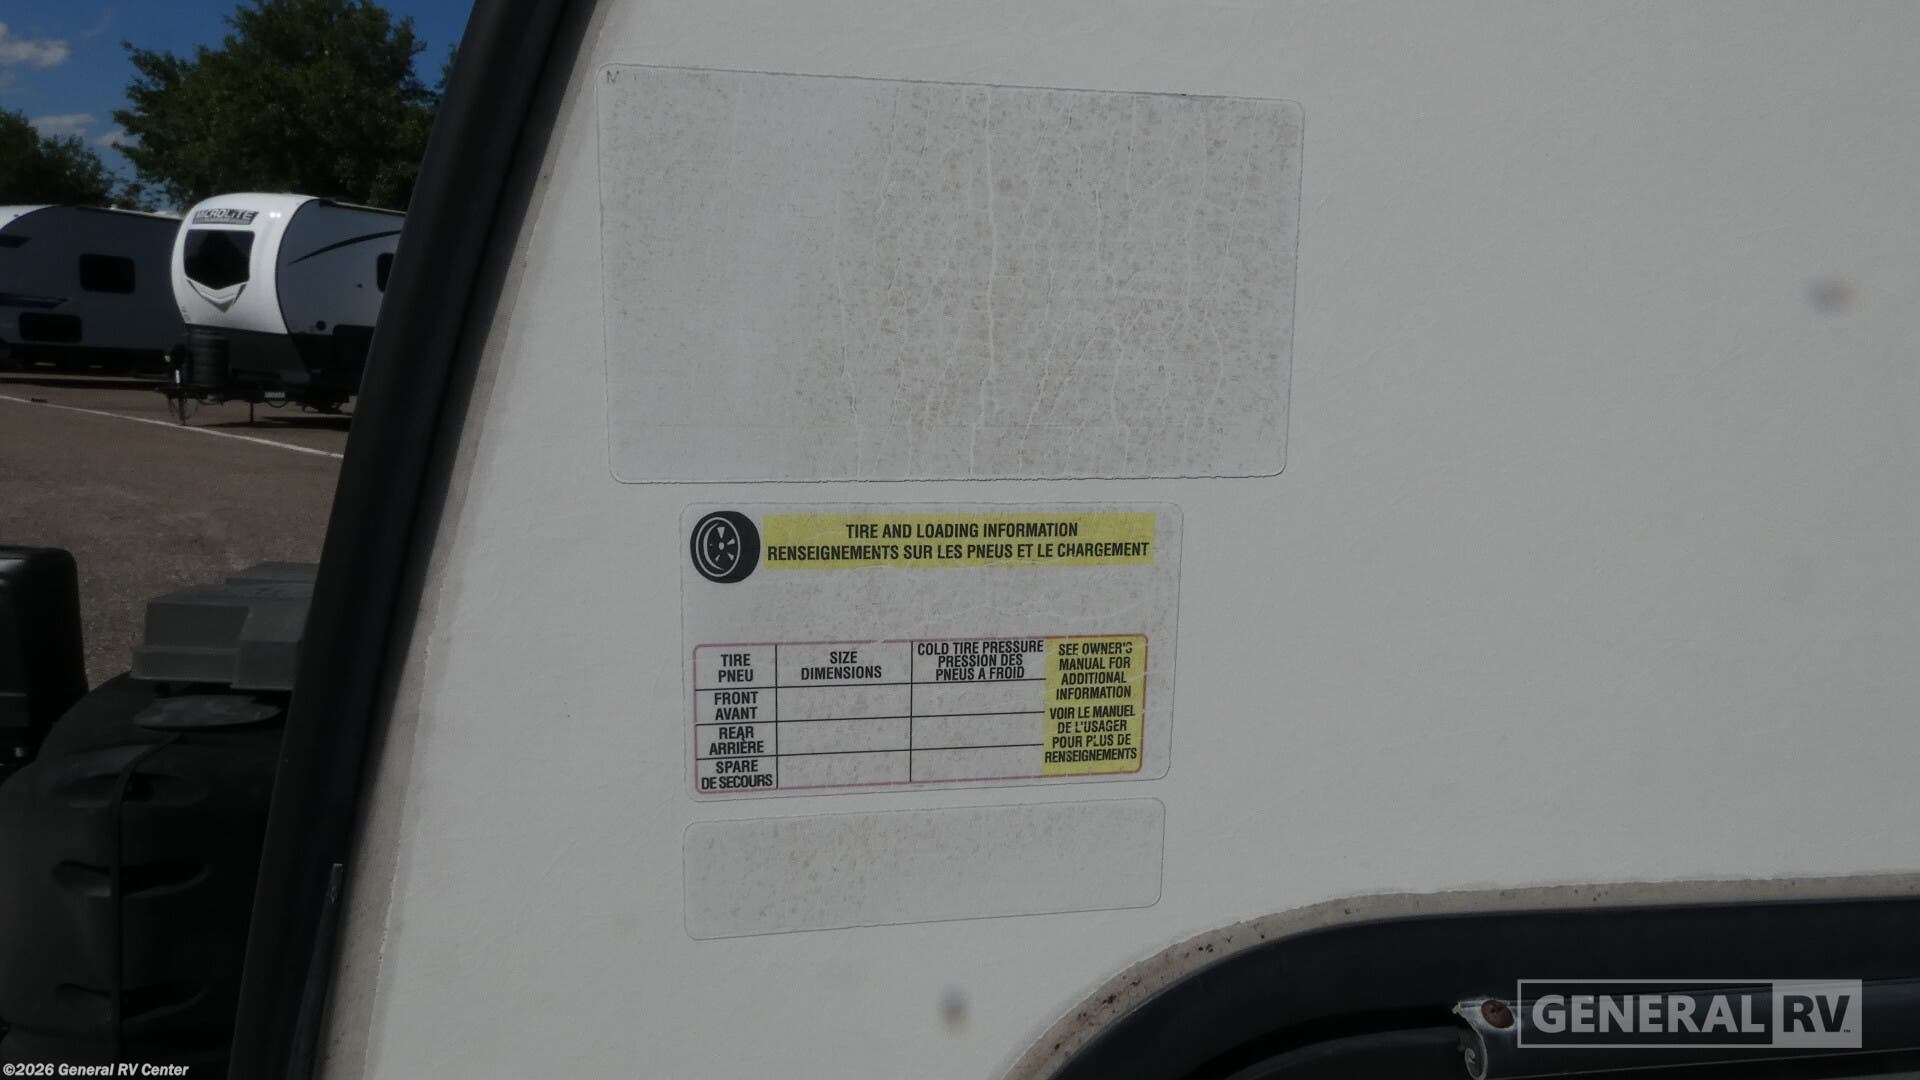 MICROLITE
M
TIRE AND LOADING INFORMATION
RENSEIGNEMENTS SUR LES PNEUS ET LE CHARGEMENT
TIRE
PNEU
SIZE
DIMENSIONS
COLD TIRE PRESSURE
PRESSION DES
PNEUS A FROID
SEE OWNER'S
MANUAL FOR
ADDITIONAL
INFORMATION
VOIR LE MANUEL
DE L'USAGER
POUR PLUS DE
RENSEIGNEMENTS
FRONT
AVANT
REAR
ARRIÈRE
SPARE
DE SECOURS
GENERAL RV
©2026 General RV Center